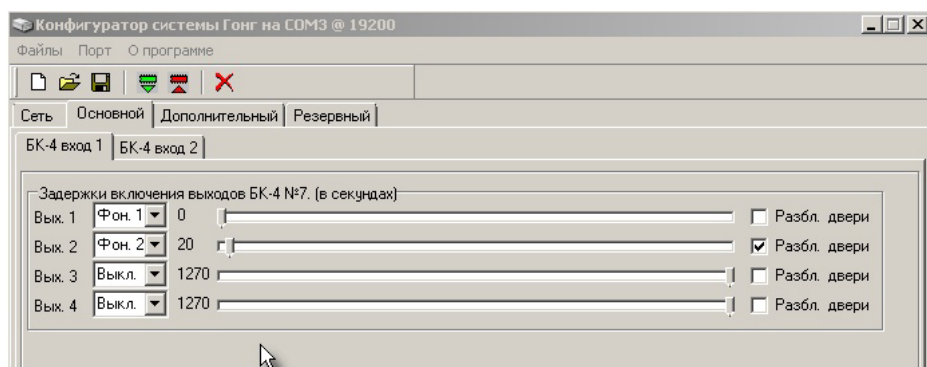 Конфигуратор системы Гонг на COM3 @ 19200
Файлы Порт О программе
Сеть Основной Дополнительный Резервный
БК-4 вход 1 БК-4 вход 2
Задержки включения выходов БК-4 №7. (в секундах)
Вых. 1 Фон. 1 0 Разбл. двери
Вых. 2 Фон. 2 20 Разбл. двери
Вых. 3 Выкл. 1270 Разбл. двери
Вых. 4 Выкл. 1270 Разбл. двери